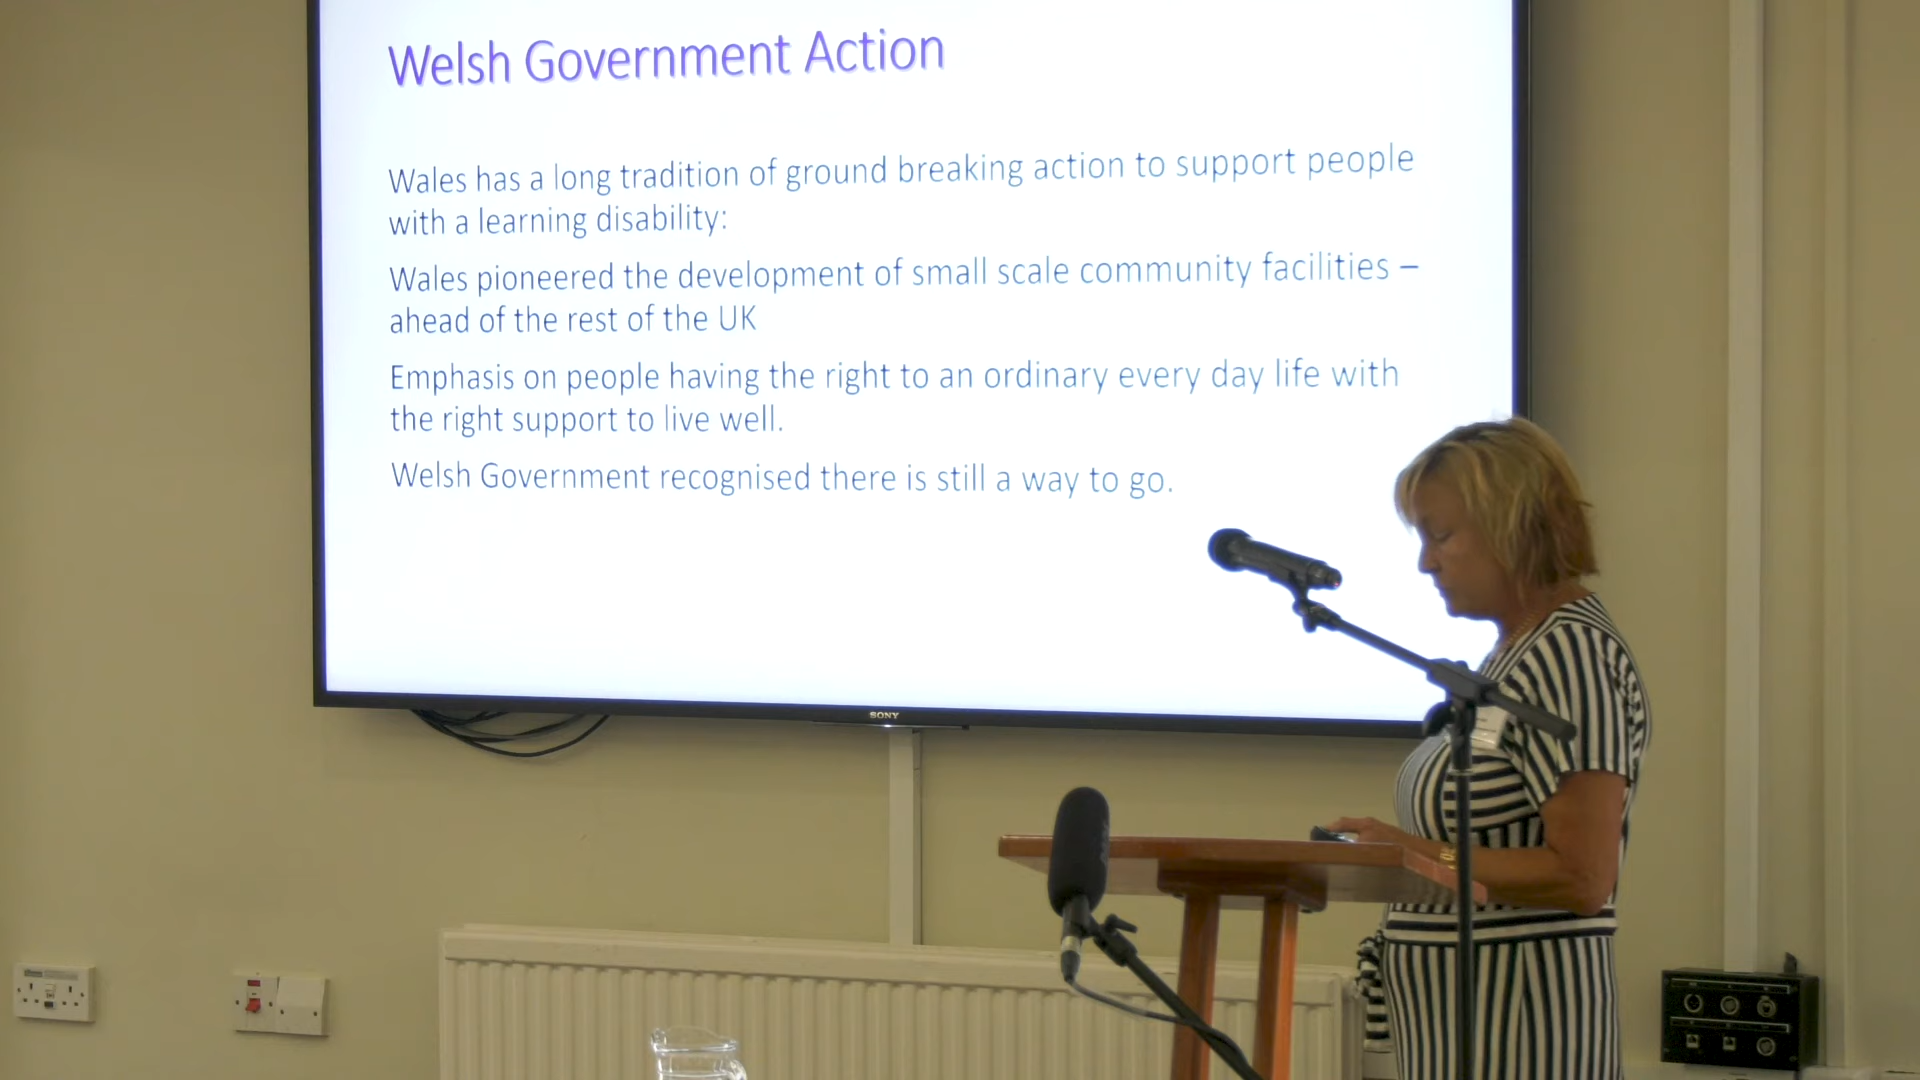 Welsh Government Action
Wales has a long tradition of ground breaking action to support people
with a learning disability:
Wales pioneered the development of small scale community facilities –
ahead of the rest of the UK
Emphasis on people having the right to an ordinary every day life with
the right support to live well.
Welsh Government recognised there is still a way to go.
SONY